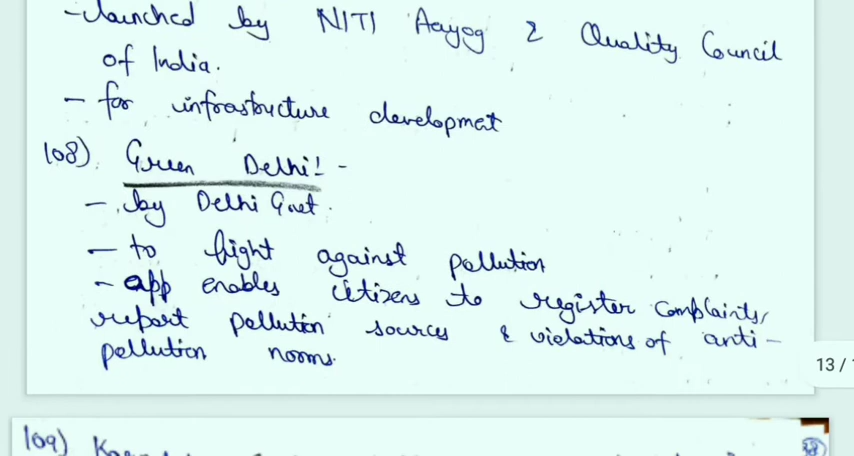 - launched by NITI Aayog & Quality Council
of India.
- for infrastucture developmet
108) Green Delhi! -
- by Delhi Govt.
- to fight against pollution
- app enables citizens to register complaints,
report pollution sources & violations of anti-
pollution norms.
13 /
109)